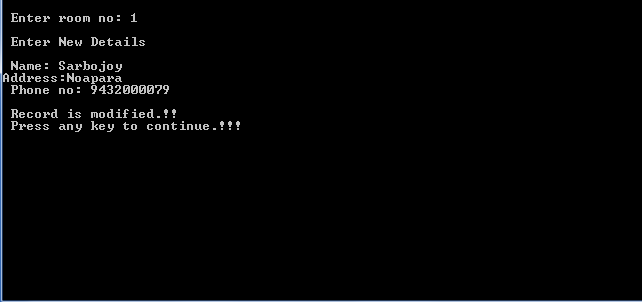 Enter room no: 1
Enter New Details
Name: Sarbojoy
Address:Noapara
Phone no: 9432000079
Record is modified.!!
Press any key to continue.!!!